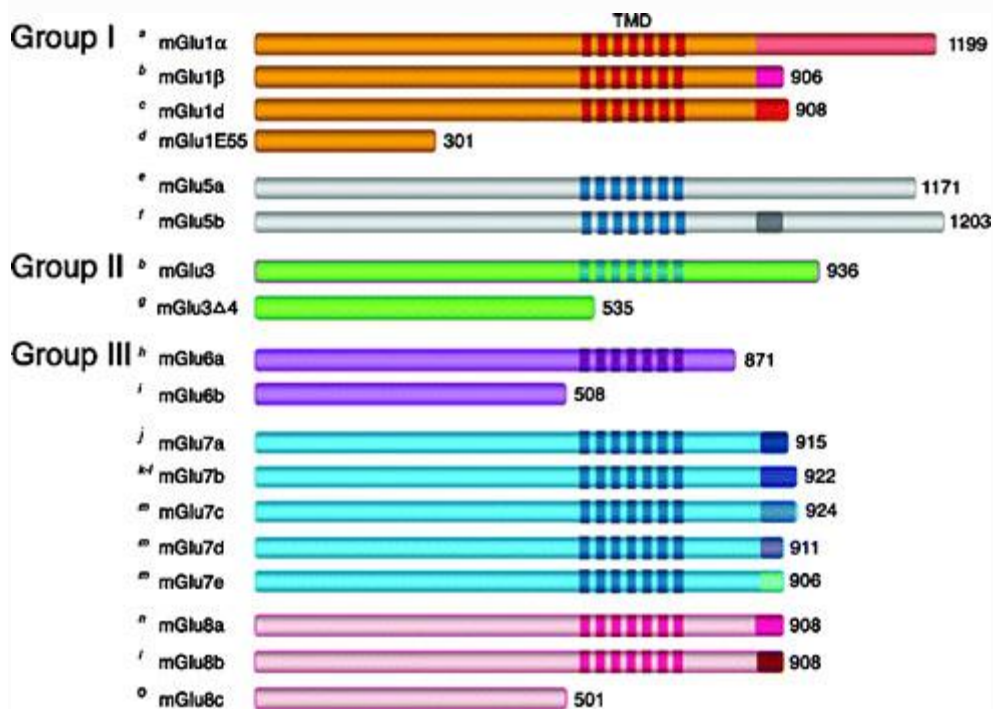 TMD
Group I a mGlu1α 1199
b mGlu1β 906
c mGlu1d 908
d mGlu1E55 301
e mGlu5a 1171
f mGlu5b 1203
Group II b mGlu3 936
g mGlu3Δ4 535
Group III h mGlu6a 871
i mGlu6b 508
j mGlu7a 915
k-l mGlu7b 922
m mGlu7c 924
m mGlu7d 911
m mGlu7e 906
n mGlu8a 908
l mGlu8b 908
o mGlu8c 501